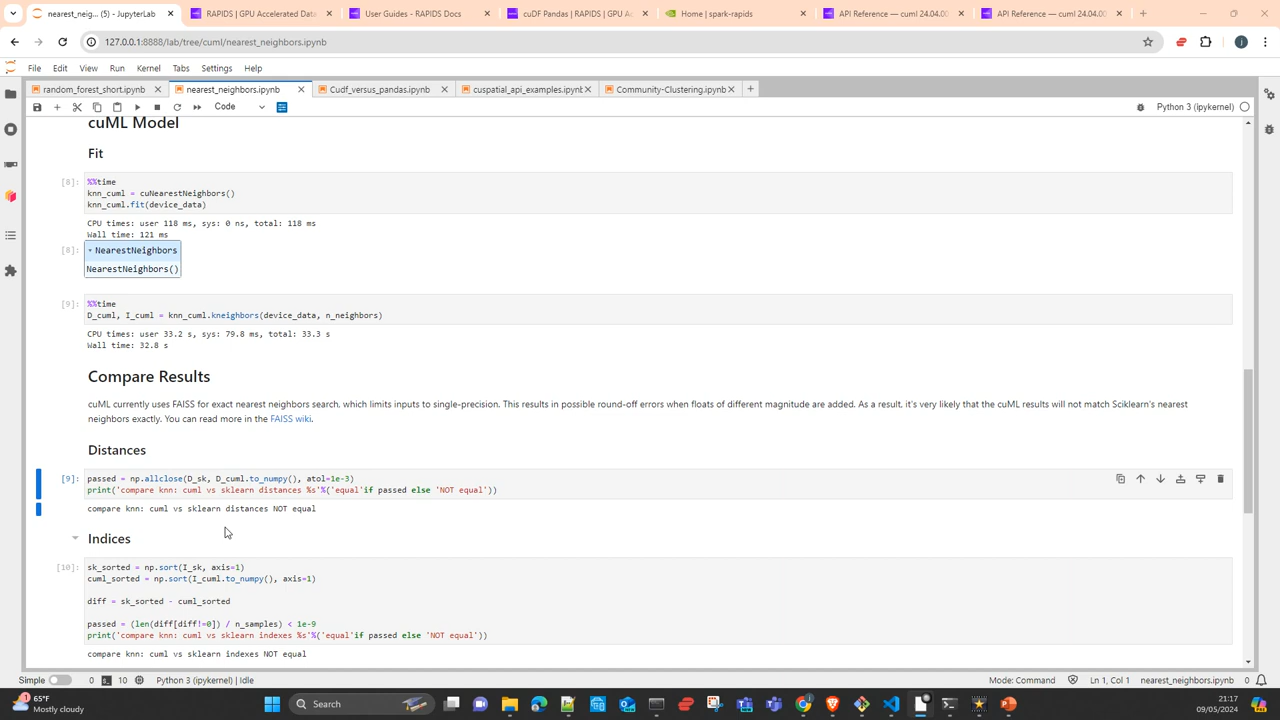 nearest_neig... (5) - JupyterLab
RAPIDS | GPU Accelerated Data
User Guides - RAPIDS Docs
cuDF Pandas | RAPIDS | GPU Ac
Home | spark-rapids
API Reference — cuml 24.04.00
API Reference — cuml 24.04.00
127.0.0.1:8888/lab/tree/cuml/nearest_neighbors.ipynb
File Edit View Run Kernel Tabs Settings Help
random_forest_short.ipynb
nearest_neighbors.ipynb
Cudf_versus_pandas.ipynb
cuspatial_api_examples.ipynb
Community-Clustering.ipynb
Code
Python 3 (ipykernel)
cuML Model
Fit
[8]:
%%time
knn_cuml = cuNearestNeighbors()
knn_cuml.fit(device_data)
CPU times: user 118 ms, sys: 0 ns, total: 118 ms
Wall time: 121 ms
[8]:
NearestNeighbors
NearestNeighbors()
[9]:
%%time
D_cuml, I_cuml = knn_cuml.kneighbors(device_data, n_neighbors)
CPU times: user 33.2 s, sys: 79.8 ms, total: 33.3 s
Wall time: 32.8 s
Compare Results
cuML currently uses FAISS for exact nearest neighbors search, which limits inputs to single-precision. This results in possible round-off errors when floats of different magnitude are added. As a result, it's very likely that the cuML results will not match Sciklearn's nearest
neighbors exactly. You can read more in the FAISS wiki.
Distances
[9]:
passed = np.allclose(D_sk, D_cuml.to_numpy(), atol=1e-3)
print('compare knn: cuml vs sklearn distances %s'%('equal'if passed else 'NOT equal'))
compare knn: cuml vs sklearn distances NOT equal
Indices
[10]:
sk_sorted = np.sort(I_sk, axis=1)
cuml_sorted = np.sort(I_cuml.to_numpy(), axis=1)
diff = sk_sorted - cuml_sorted
passed = (len(diff[diff!=0]) / n_samples) < 1e-9
print('compare knn: cuml vs sklearn indexes %s'%('equal'if passed else 'NOT equal'))
compare knn: cuml vs sklearn indexes NOT equal
Simple 0 10 Python 3 (ipykernel) | Idle
Mode: Command Ln 1, Col 1 nearest_neighbors.ipynb 0
65°F
Mostly cloudy
Search
21:17
09/05/2024